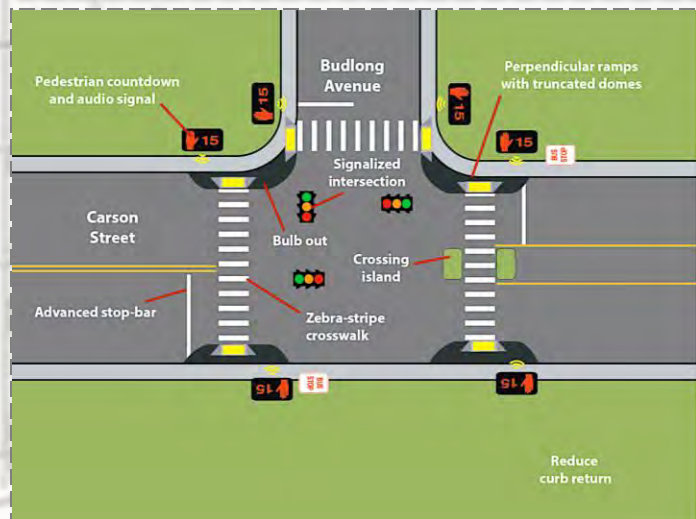 Budlong
Avenue
Pedestrian countdown
and audio signal
Perpendicular ramps
with truncated domes
15
15
15
15
BUS
STOP
Signalized
intersection
Carson
Street
Bulb out
Crossing
island
Advanced stop-bar
Zebra-stripe
crosswalk
15
BUS
STOP
15
Reduce
curb return